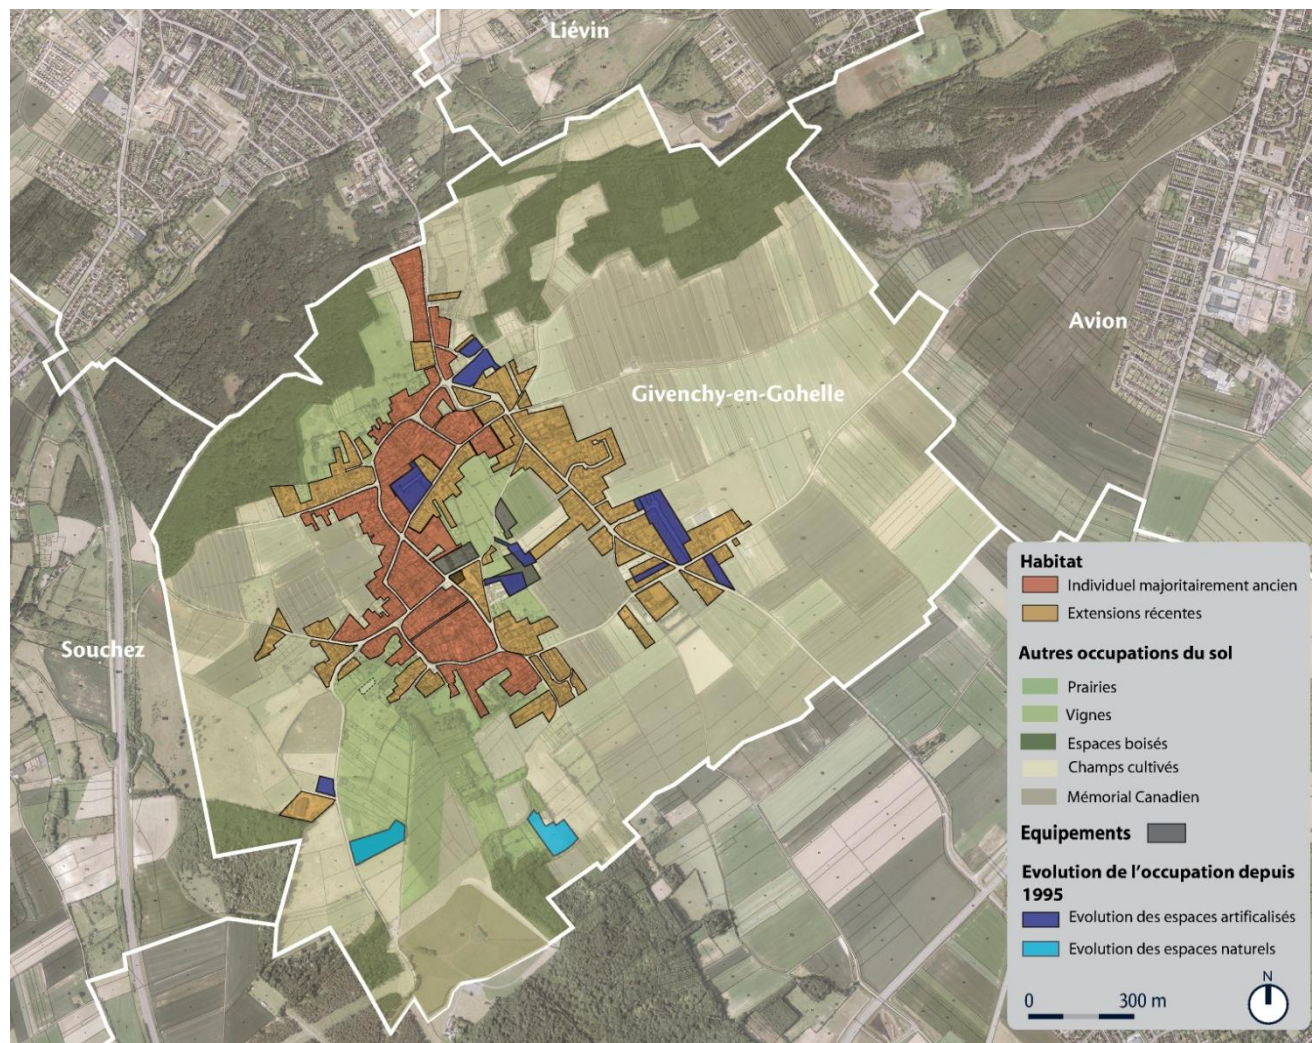 Liévin
Avion
Givenchy-en-Gohelle
Souchez
Habitat
Individuel majoritairement ancien
Extensions récentes
Autres occupations du sol
Prairies
Vignes
Espaces boisés
Champs cultivés
Mémorial Canadien
Equipements
Evolution de l'occupation depuis
1995
Evolution des espaces artificalisés
Evolution des espaces naturels
N
0 300 m